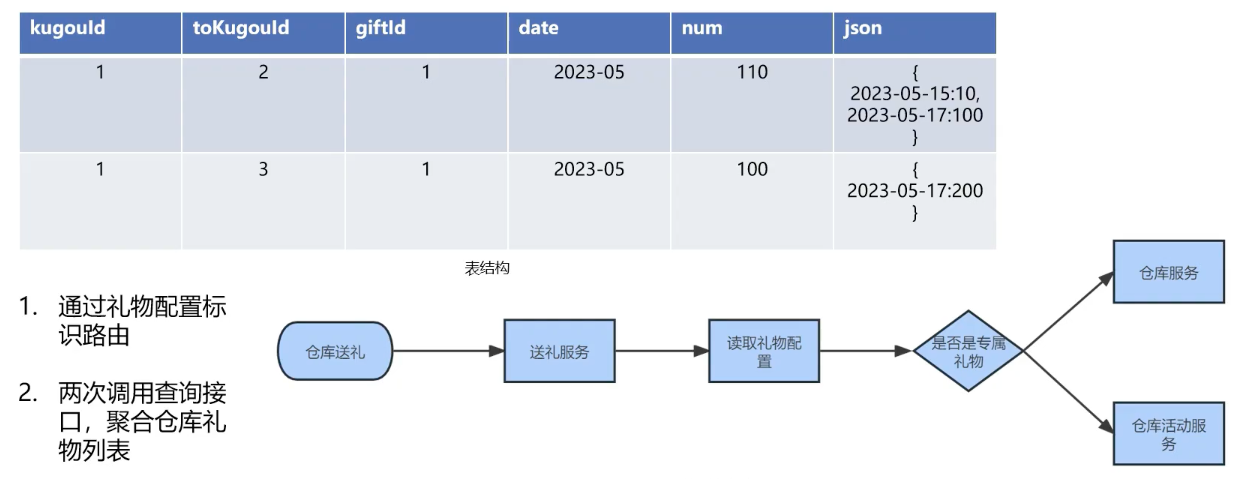 kugouId toKugouId giftId date num json
1 2 1 2023-05 110 {
2023-05-15:10,
2023-05-17:100
}
1 3 1 2023-05 100 {
2023-05-17:200
}
表结构
1. 通过礼物配置标
识路由
2. 两次调用查询接
口，聚合仓库礼
物列表
仓库送礼
送礼服务
读取礼物配
置
是否是专属
礼物
仓库服务
仓库活动服
务